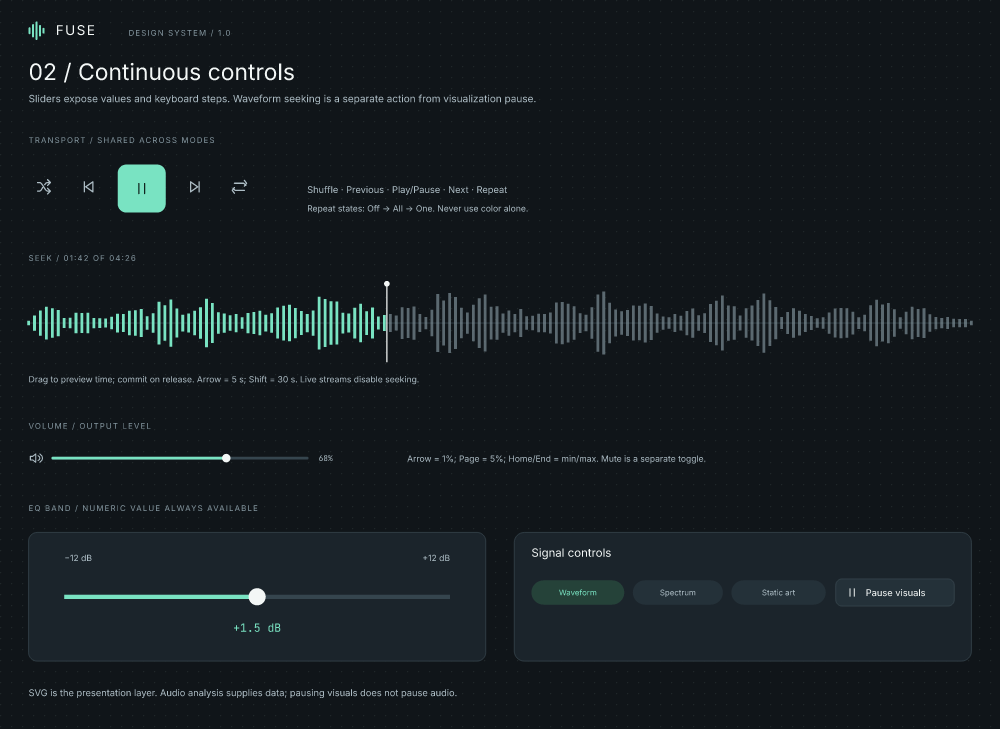 FUSE
DESIGN SYSTEM / 1.0
02 / Continuous controls
Sliders expose values and keyboard steps. Waveform seeking is a separate action from visualization pause.
TRANSPORT / SHARED ACROSS MODES
Shuffle · Previous · Play/Pause · Next · Repeat
Repeat states: Off → All → One. Never use color alone.
SEEK / 01:42 OF 04:26
Drag to preview time; commit on release. Arrow = 5 s; Shift = 30 s. Live streams disable seeking.
VOLUME / OUTPUT LEVEL
68%
Arrow = 1%; Page = 5%; Home/End = min/max. Mute is a separate toggle.
EQ BAND / NUMERIC VALUE ALWAYS AVAILABLE
−12 dB
+12 dB
+1.5 dB
Signal controls
Waveform
Spectrum
Static art
Pause visuals
SVG is the presentation layer. Audio analysis supplies data; pausing visuals does not pause audio.